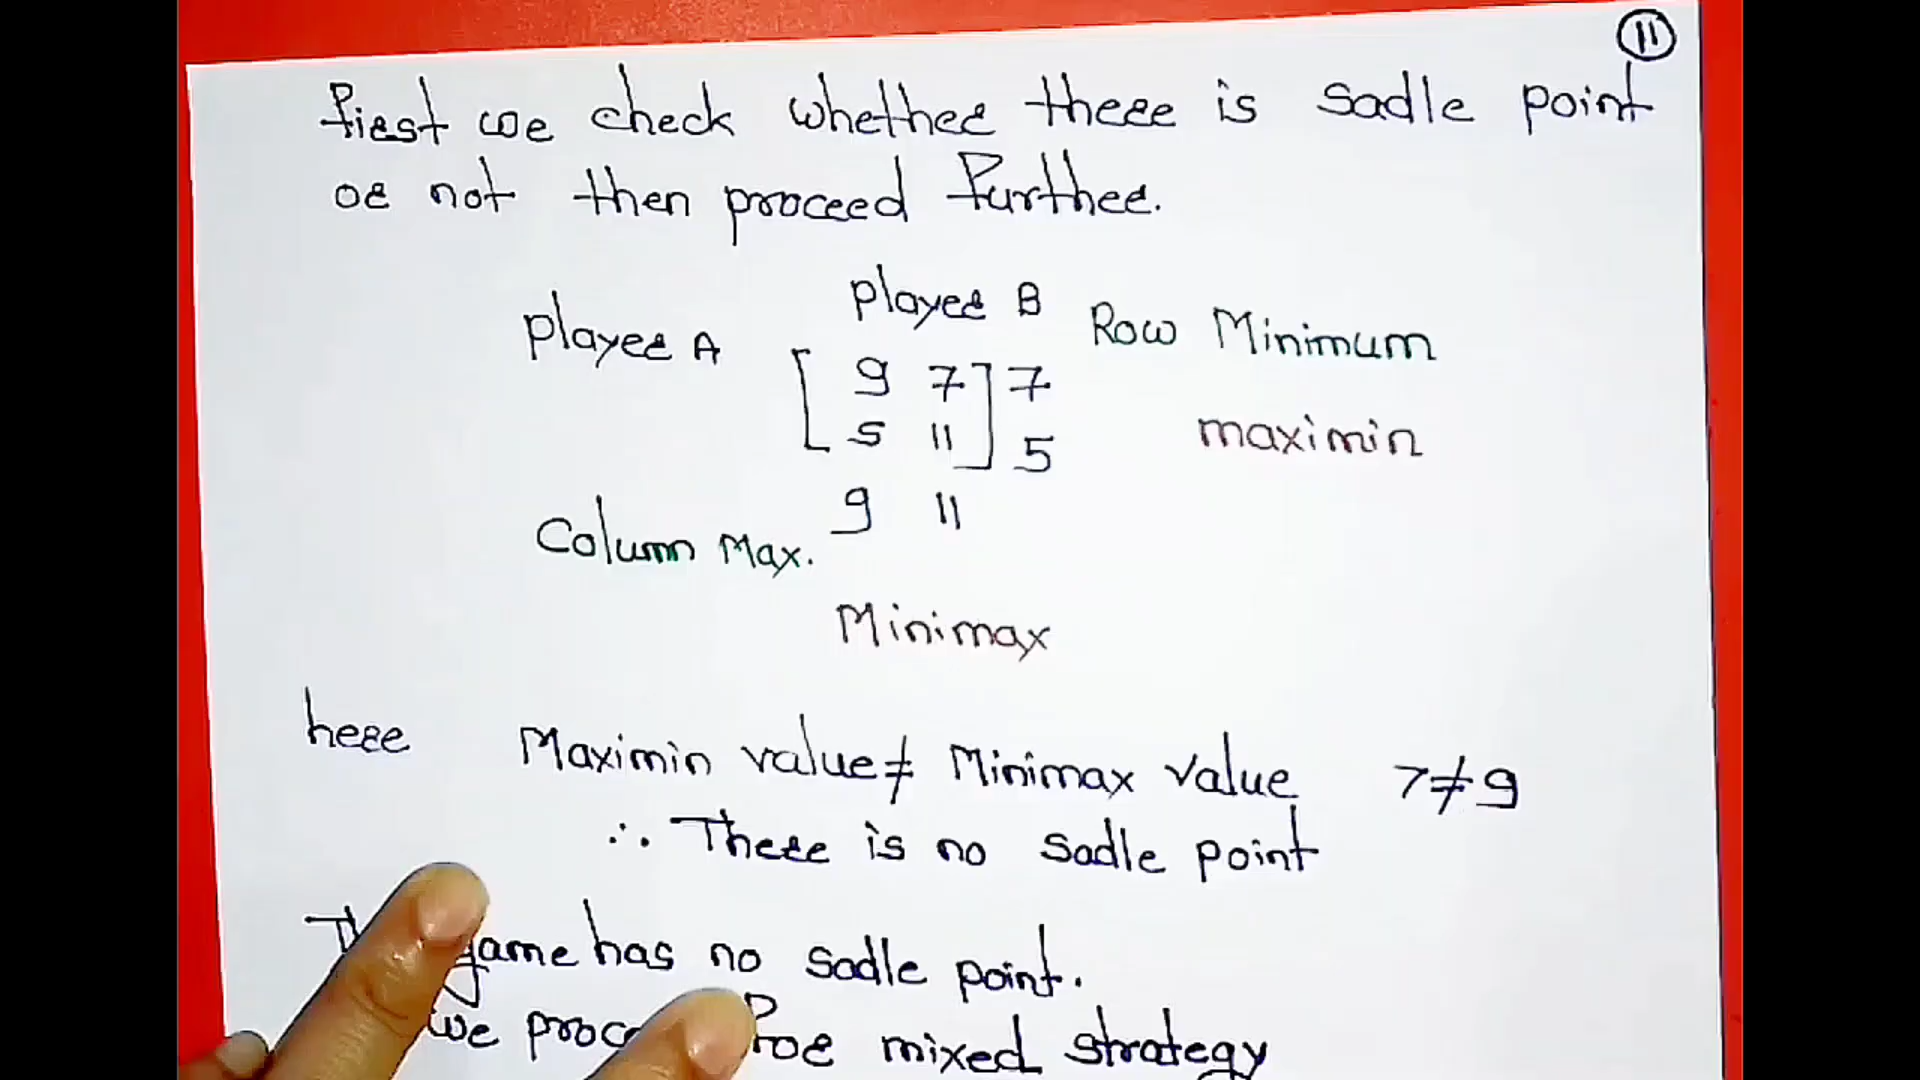 11
first we check whether there is sadle point
or not then proceed further.
Player B
Player A
Row Minimum
[ 9 7 ] 7
[ 5 11 ] 5
maximin
9 11
Column Max.
Minimax
here Maximin value ≠ Minimax value 7≠9
∴ There is no sadle point
game has no sadle point.
we for mixed strategy